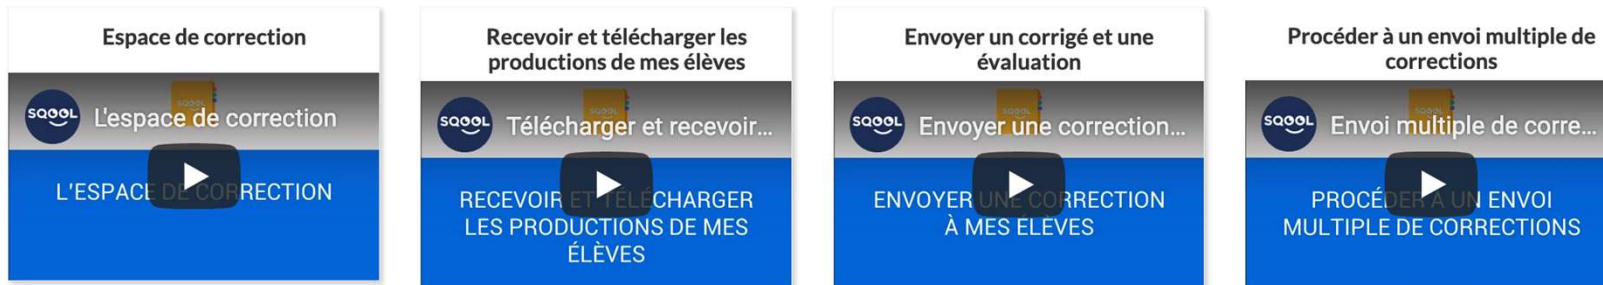 Espace de correction
SQOOL
L'espace de correction
L'ESPACE DE CORRECTION
Recevoir et télécharger les
productions de mes élèves
SQOOL
Télécharger et recevoir...
RECEVOIR ET TÉLÉCHARGER
LES PRODUCTIONS DE MES
ÉLÈVES
Envoyer un corrigé et une
évaluation
SQOOL
Envoyer une correction...
ENVOYER UNE CORRECTION
À MES ÉLÈVES
Procéder à un envoi multiple de
corrections
SQOOL
Envoi multiple de corre...
PROCÉDER À UN ENVOI
MULTIPLE DE CORRECTIONS